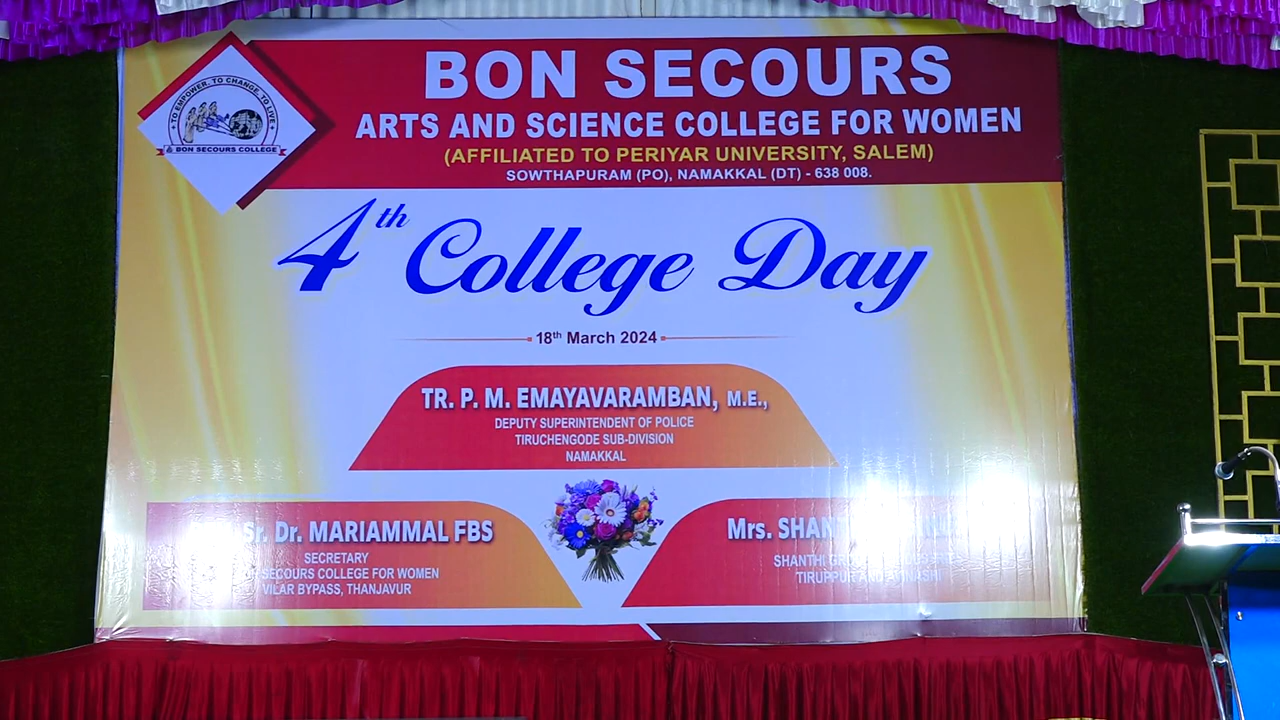 TO EMPOWER, TO CHANGE, TO LIVE
BON SECOURS COLLEGE
BON SECOURS
ARTS AND SCIENCE COLLEGE FOR WOMEN
(AFFILIATED TO PERIYAR UNIVERSITY, SALEM)
SOWTHAPURAM (PO), NAMAKKAL (DT) - 638 008.
4th College Day
18th March 2024
TR. P. M. EMAYAVARAMBAN, M.E.,
DEPUTY SUPERINTENDENT OF POLICE
TIRUCHENGODE SUB-DIVISION
NAMAKKAL
Sr. Dr. MARIAMMAL FBS
SECRETARY
SECOURS COLLEGE FOR WOMEN
VILAR BYPASS, THANJAVUR
Mrs.
SHANTHI
TIRUPPUR